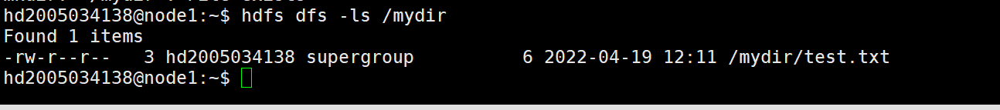 hd2005034138@node1:~$ hdfs dfs -ls /mydir
Found 1 items
-rw-r--r--   3 hd2005034138 supergroup          6 2022-04-19 12:11 /mydir/test.txt
hd2005034138@node1:~$